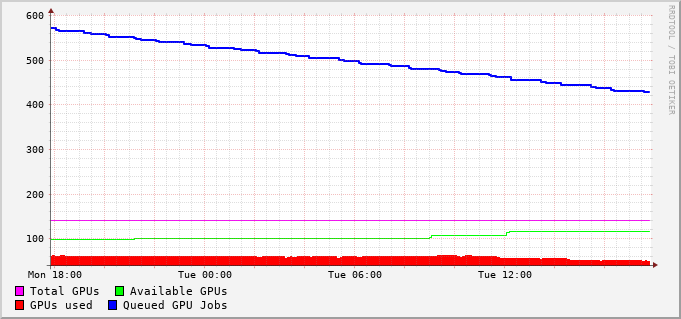 600
500
400
300
200
100
Mon 18:00 Tue 00:00 Tue 06:00 Tue 12:00
Total GPUs Available GPUs
GPUs used Queued GPU Jobs
RRDTOOL / TOBI OETIKER